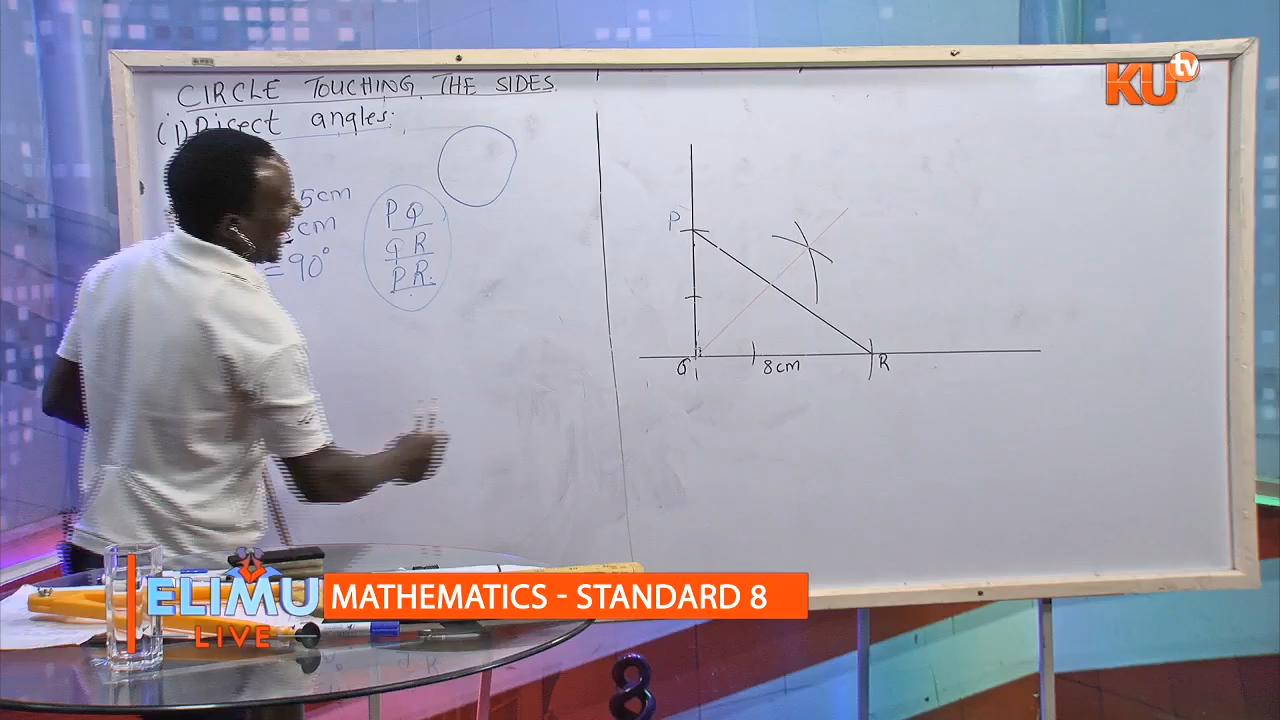 CIRCLE TOUCHING THE SIDES
(i) Bisect angles:
5cm
cm
= 90°
PQ
QR
PR
P
Q
8cm
R
KU tv
ELIMU
LIVE
MATHEMATICS - STANDARD 8